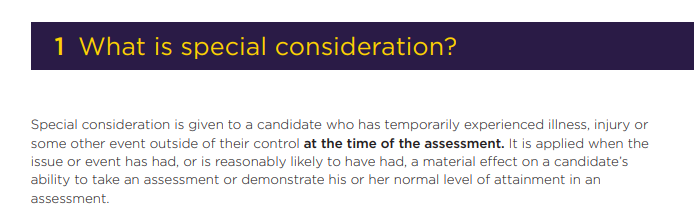 1 What is special consideration?
Special consideration is given to a candidate who has temporarily experienced illness, injury or
some other event outside of their control at the time of the assessment. It is applied when the
issue or event has had, or is reasonably likely to have had, a material effect on a candidate's
ability to take an assessment or demonstrate his or her normal level of attainment in an
assessment.